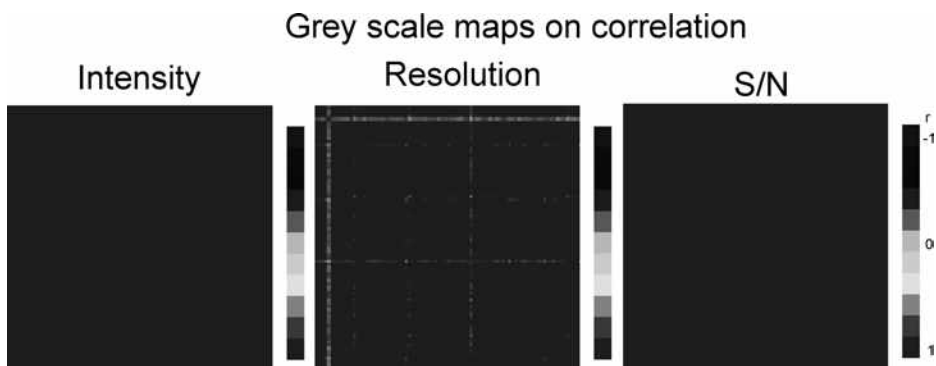 Grey scale maps on correlation
Intensity
Resolution
S/N
r
-1
0
1